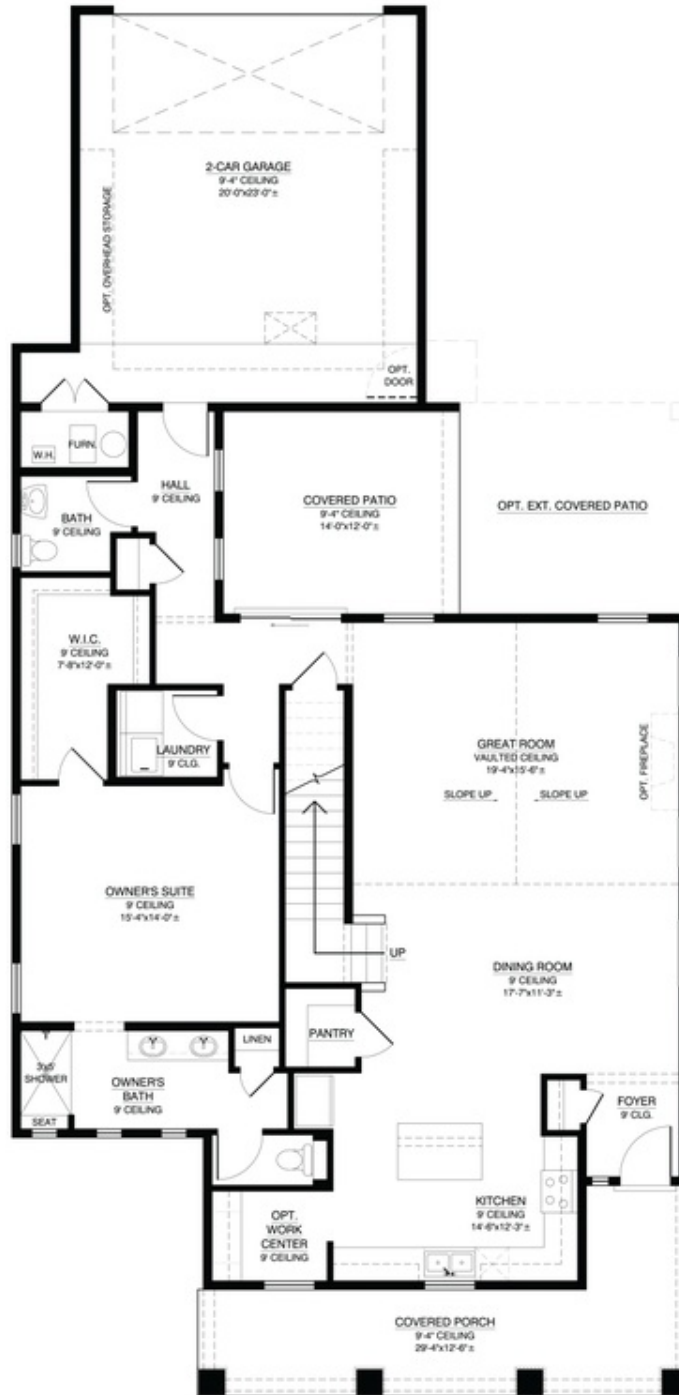 2-CAR GARAGE
9'-4" CEILING
20'-0"x23'-0"±
OPT. OVERHEAD STORAGE
OPT.
DOOR
W.H.
FURN.
HALL
9' CEILING
BATH
9' CEILING
COVERED PATIO
9'-4" CEILING
14'-0"x12'-0"±
OPT. EXT. COVERED PATIO
W.I.C.
9' CEILING
7'-8"x12'-0"±
LAUNDRY
9' CLG.
GREAT ROOM
VAULTED CEILING
19'-4"x15'-6"±
SLOPE UP
SLOPE UP
OPT. FIREPLACE
OWNER'S SUITE
9' CEILING
15'-4"x14'-0"±
UP
DINING ROOM
9' CEILING
17'-7"x11'-3"±
PANTRY
LINEN
3x5
SHOWER
SEAT
OWNER'S
BATH
9' CEILING
FOYER
9' CLG.
KITCHEN
9' CEILING
14'-6"x12'-3"±
OPT.
WORK
CENTER
9' CEILING
COVERED PORCH
9'-4" CEILING
29'-4"x12'-6"±